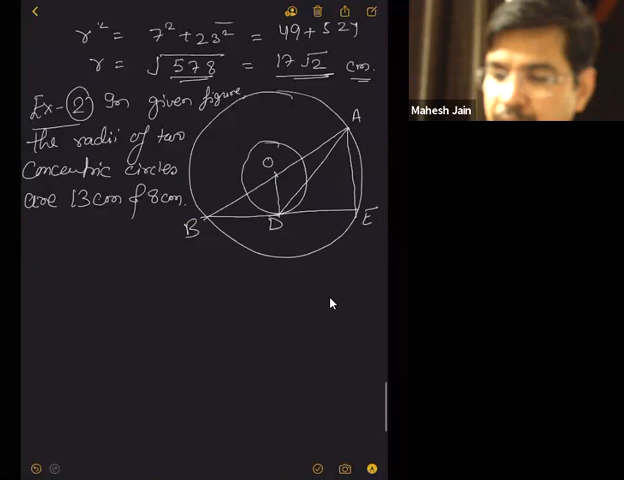 r² = 7² + 23² = 49 + 529
r = √578 = 17√2 cm.
Ex-② In given figure
the radii of two
concentric circles
are 13cm & 8cm.
A
O
B
D
E
Mahesh Jain